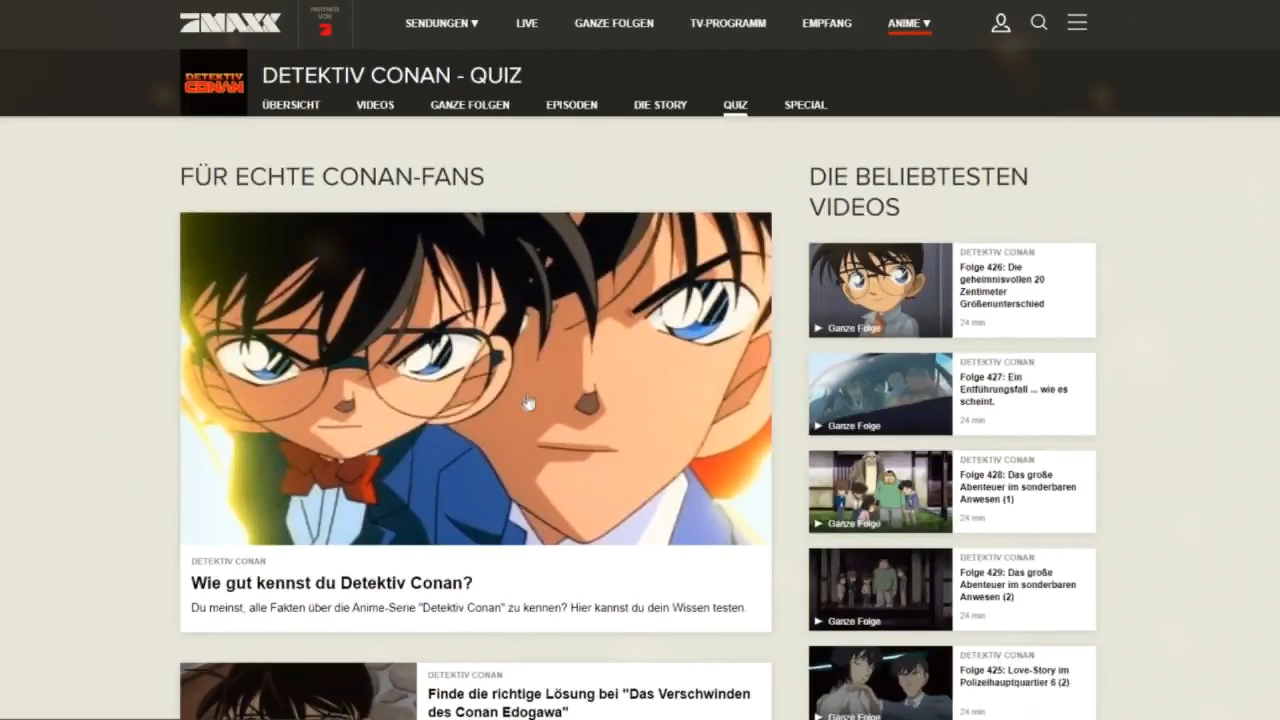 7MAXX
PARTNER
VON
SENDUNGEN ▼
LIVE
GANZE FOLGEN
TV-PROGRAMM
EMPFANG
ANIME ▼
DETEKTIV
CONAN
DETEKTIV CONAN - QUIZ
ÜBERSICHT
VIDEOS
GANZE FOLGEN
EPISODEN
DIE STORY
QUIZ
SPECIAL
FÜR ECHTE CONAN-FANS
DETEKTIV CONAN
Wie gut kennst du Detektiv Conan?
Du meinst, alle Fakten über die Anime-Serie "Detektiv Conan" zu kennen? Hier kannst du dein Wissen testen.
DETEKTIV CONAN
Finde die richtige Lösung bei "Das Verschwinden
des Conan Edogawa"
DIE BELIEBTESTEN
VIDEOS
Ganze Folge
DETEKTIV CONAN
Folge 426: Die
geheimnisvollen 20
Zentimeter
Größenunterschied
24 min
Ganze Folge
DETEKTIV CONAN
Folge 427: Ein
Entführungsfall ... wie es
scheint.
24 min
Ganze Folge
DETEKTIV CONAN
Folge 428: Das große
Abenteuer im sonderbaren
Anwesen (1)
24 min
Ganze Folge
DETEKTIV CONAN
Folge 429: Das große
Abenteuer im sonderbaren
Anwesen (2)
24 min
Ganze Folge
DETEKTIV CONAN
Folge 425: Love-Story im
Polizeihauptquartier 6 (2)
24 min